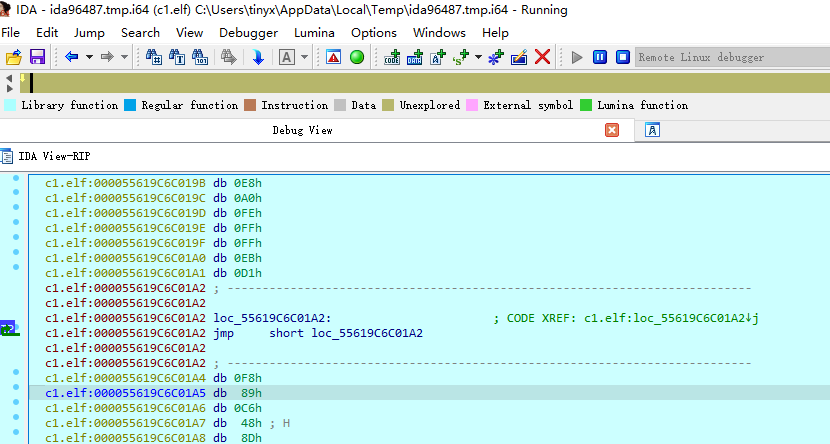 IDA - ida96487.tmp.i64 (c1.elf) C:\Users\tinyx\AppData\Local\Temp\ida96487.tmp.i64 - Running
File Edit Jump Search View Debugger Lumina Options Windows Help
Remote Linux debugger
Library function Regular function Instruction Data Unexplored External symbol Lumina function
Debug View
IDA View-RIP
c1.elf:000055619C6C019B db 0E8h
c1.elf:000055619C6C019C db 0A0h
c1.elf:000055619C6C019D db 0FEh
c1.elf:000055619C6C019E db 0FFh
c1.elf:000055619C6C019F db 0FFh
c1.elf:000055619C6C01A0 db 0EBh
c1.elf:000055619C6C01A1 db 0D1h
c1.elf:000055619C6C01A2 ; ---------------------------------------------------------------------------
c1.elf:000055619C6C01A2
c1.elf:000055619C6C01A2 loc_55619C6C01A2: ; CODE XREF: c1.elf:loc_55619C6C01A2↓j
c1.elf:000055619C6C01A2 jmp short loc_55619C6C01A2
c1.elf:000055619C6C01A2
c1.elf:000055619C6C01A2 ; ---------------------------------------------------------------------------
c1.elf:000055619C6C01A4 db 0F8h
c1.elf:000055619C6C01A5 db 89h
c1.elf:000055619C6C01A6 db 0C6h
c1.elf:000055619C6C01A7 db 48h ; H
c1.elf:000055619C6C01A8 db 8Dh